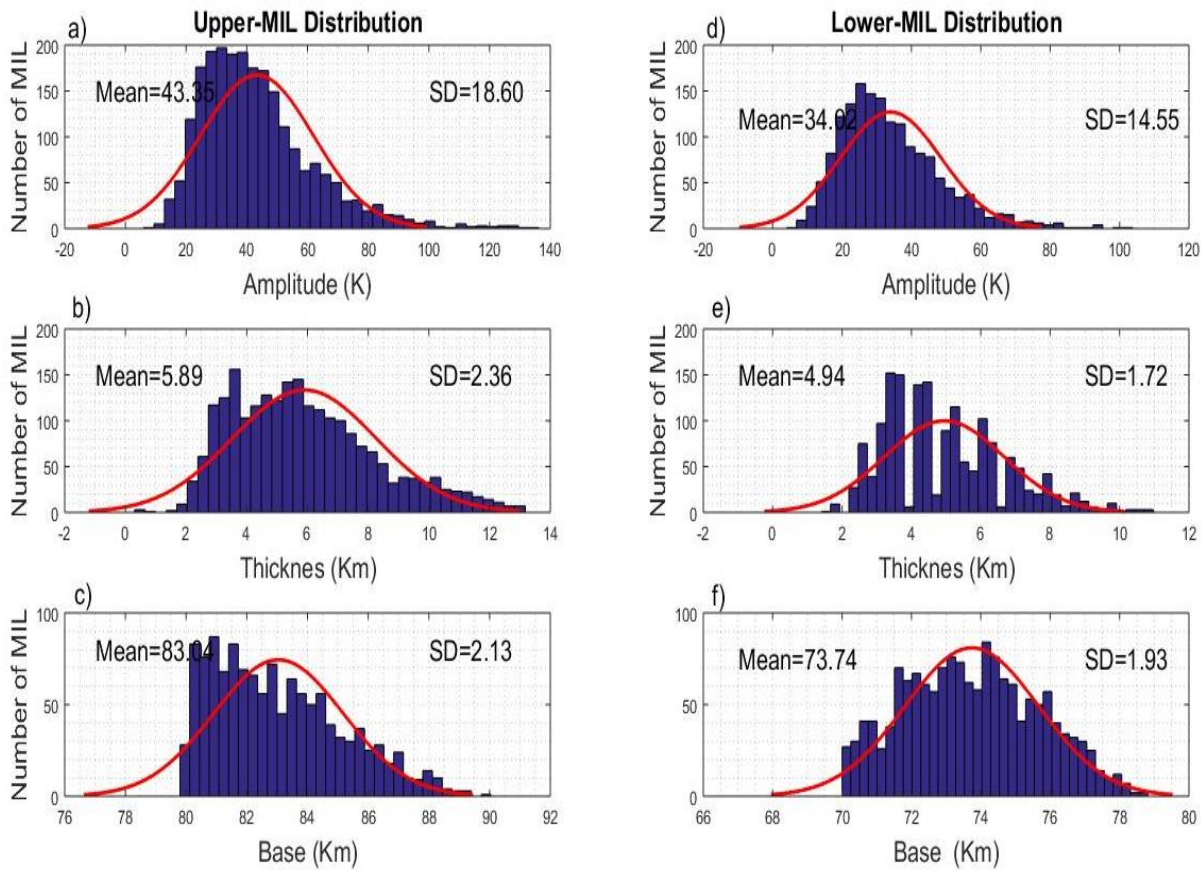 Upper-MIL Distribution
Lower-MIL Distribution
a)
Number of MIL
200
150
100
50
0
Mean=43.35
SD=18.60
-20 0 20 40 60 80 100 120 140
Amplitude (K)
d)
Number of MIL
200
150
100
50
0
Mean=34.02
SD=14.55
-20 0 20 40 60 80 100 120
Amplitude (K)
b)
Number of MIL
200
150
100
50
0
Mean=5.89
SD=2.36
-2 0 2 4 6 8 10 12 14
Thicknes (Km)
e)
Number of MIL
200
150
100
50
0
Mean=4.94
SD=1.72
-2 0 2 4 6 8 10 12
Thicknes (Km)
c)
Number of MIL
100
50
0
Mean=83.04
SD=2.13
76 78 80 82 84 86 88 90 92
Base (Km)
f)
Number of MIL
100
50
0
Mean=73.74
SD=1.93
66 68 70 72 74 76 78 80
Base (Km)